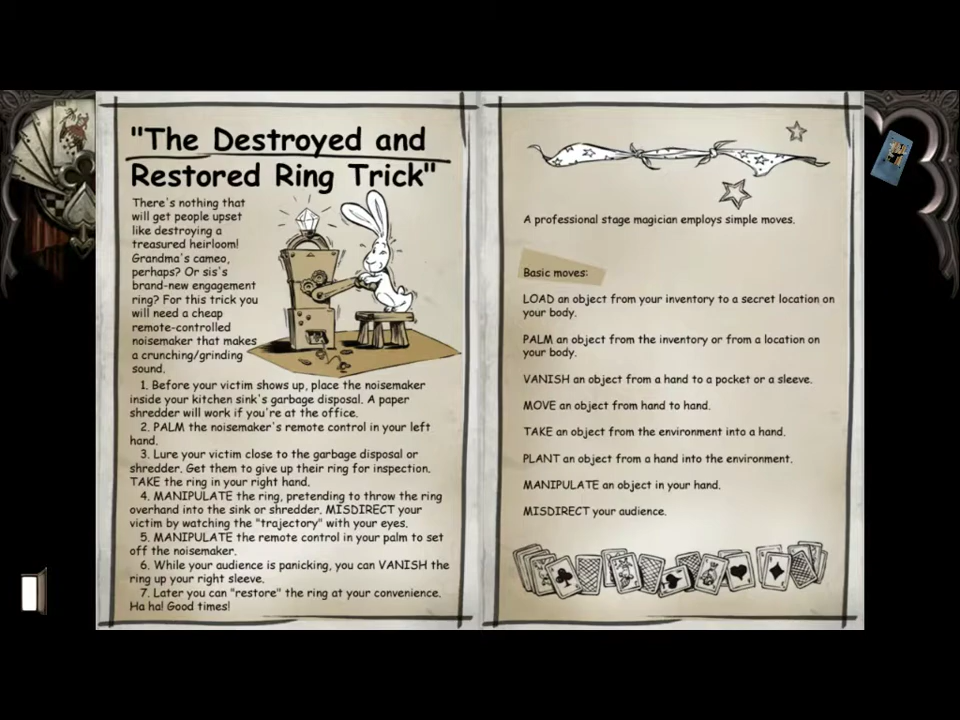 "The Destroyed and
Restored Ring Trick"
There's nothing that
will get people upset
like destroying a
treasured heirloom!
Grandma's cameo,
perhaps? Or sis's
brand-new engagement
ring? For this trick you
will need a cheap
remote-controlled
noisemaker that makes
a crunching/grinding
sound.
1. Before your victim shows up, place the noisemaker
inside your kitchen sink's garbage disposal. A paper
shredder will work if you're at the office.
2. PALM the noisemaker's remote control in your left
hand.
3. Lure your victim close to the garbage disposal or
shredder. Get them to give up their ring for inspection.
TAKE the ring in your right hand.
4. MANIPULATE the ring, pretending to throw the ring
overhand into the sink or shredder. MISDIRECT your
victim by watching the "trajectory" with your eyes.
5. MANIPULATE the remote control in your palm to set
off the noisemaker.
6. While your audience is panicking, you can VANISH the
ring up your right sleeve.
7. Later you can "restore" the ring at your convenience.
Ha ha! Good times!
A professional stage magician employs simple moves.
Basic moves:
LOAD an object from your inventory to a secret location on
your body.
PALM an object from the inventory or from a location on
your body.
VANISH an object from a hand to a pocket or a sleeve.
MOVE an object from hand to hand.
TAKE an object from the environment into a hand.
PLANT an object from a hand into the environment.
MANIPULATE an object in your hand.
MISDIRECT your audience.